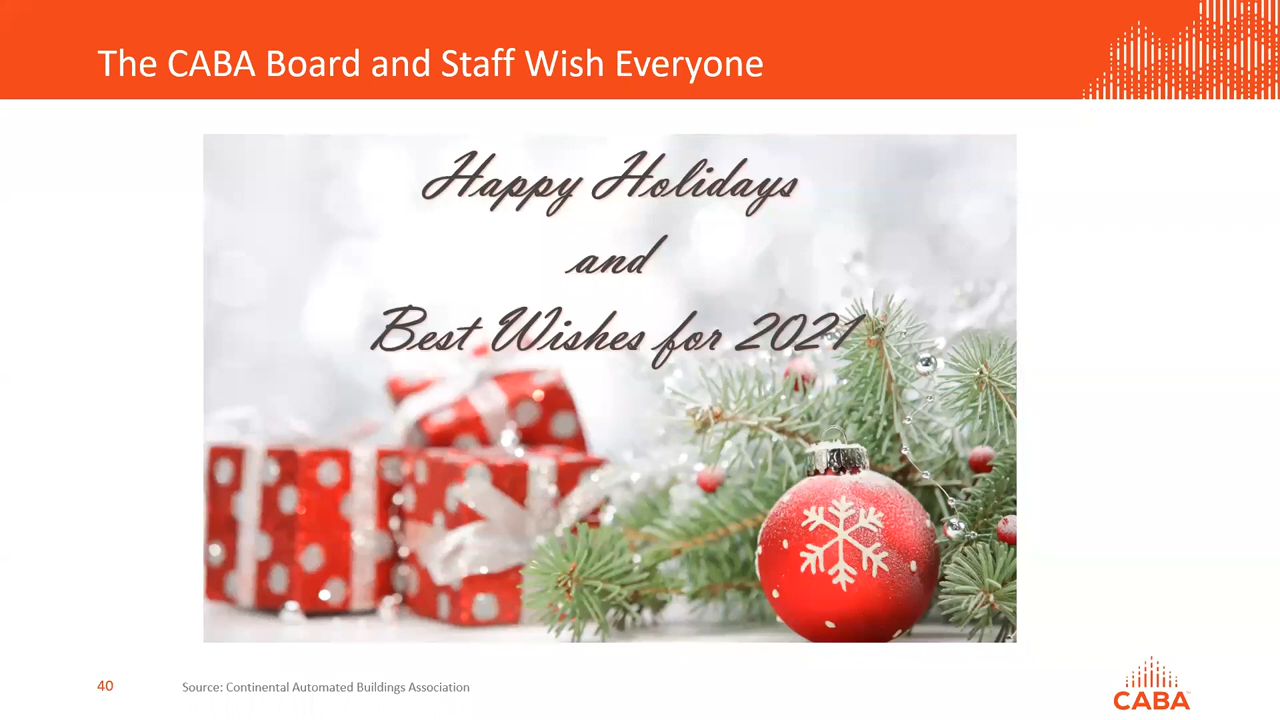 The CABA Board and Staff Wish Everyone
Happy Holidays
and
Best Wishes for 2021
40
Source: Continental Automated Buildings Association
CABA